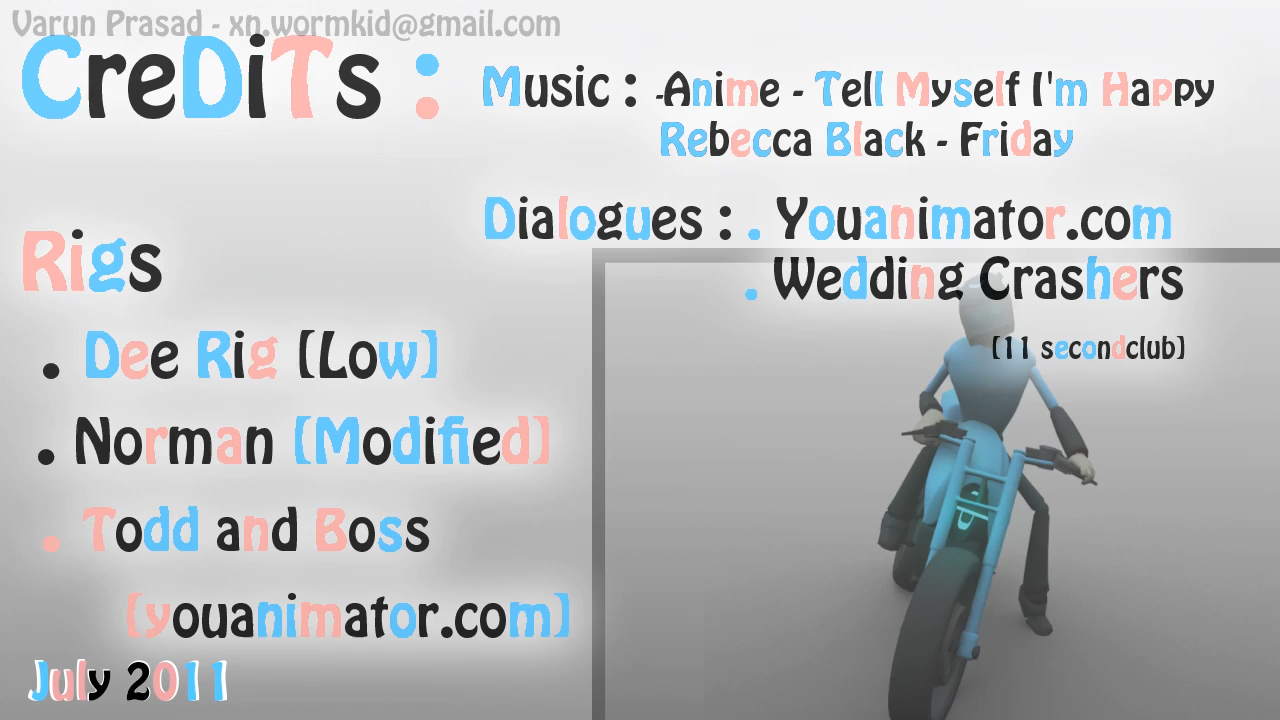 Varun Prasad - xn.wormkid@gmail.com
CreDiTs :
Music : -Anime - Tell Myself I'm Happy
Rebecca Black - Friday
Dialogues : . Youanimator.com
. Wedding Crashers
[11 secondclub]
Rigs
. Dee Rig [Low]
. Norman [Modified]
. Todd and Boss
[youanimator.com]
July 2011